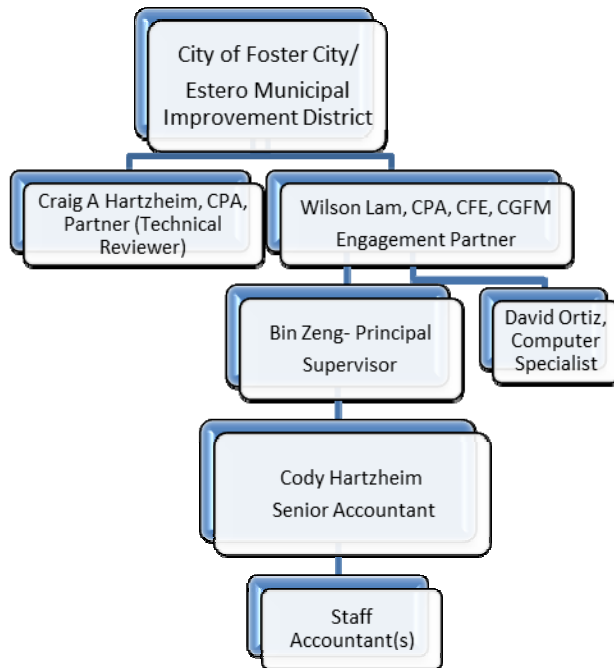 City of Foster City/
Estero Municipal
Improvement District
Craig A Hartzheim, CPA,
Partner (Technical
Reviewer)
Wilson Lam, CPA, CFE, CGFM
Engagement Partner
Bin Zeng- Principal
Supervisor
David Ortiz,
Computer
Specialist
Cody Hartzheim
Senior Accountant
Staff
Accountant(s)